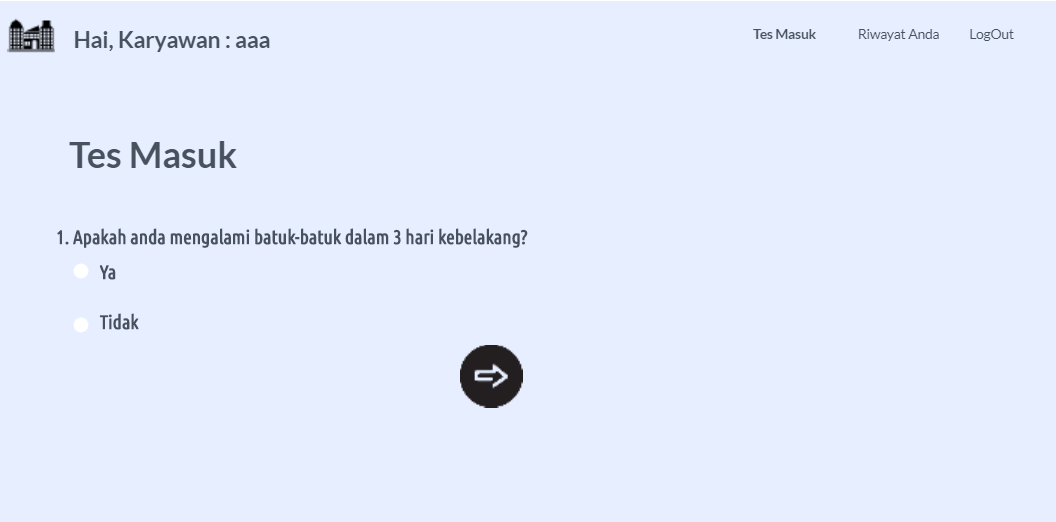 Hai, Karyawan : aaa
Tes Masuk
Riwayat Anda
LogOut
Tes Masuk
1. Apakah anda mengalami batuk-batuk dalam 3 hari kebelakang?
Ya
Tidak